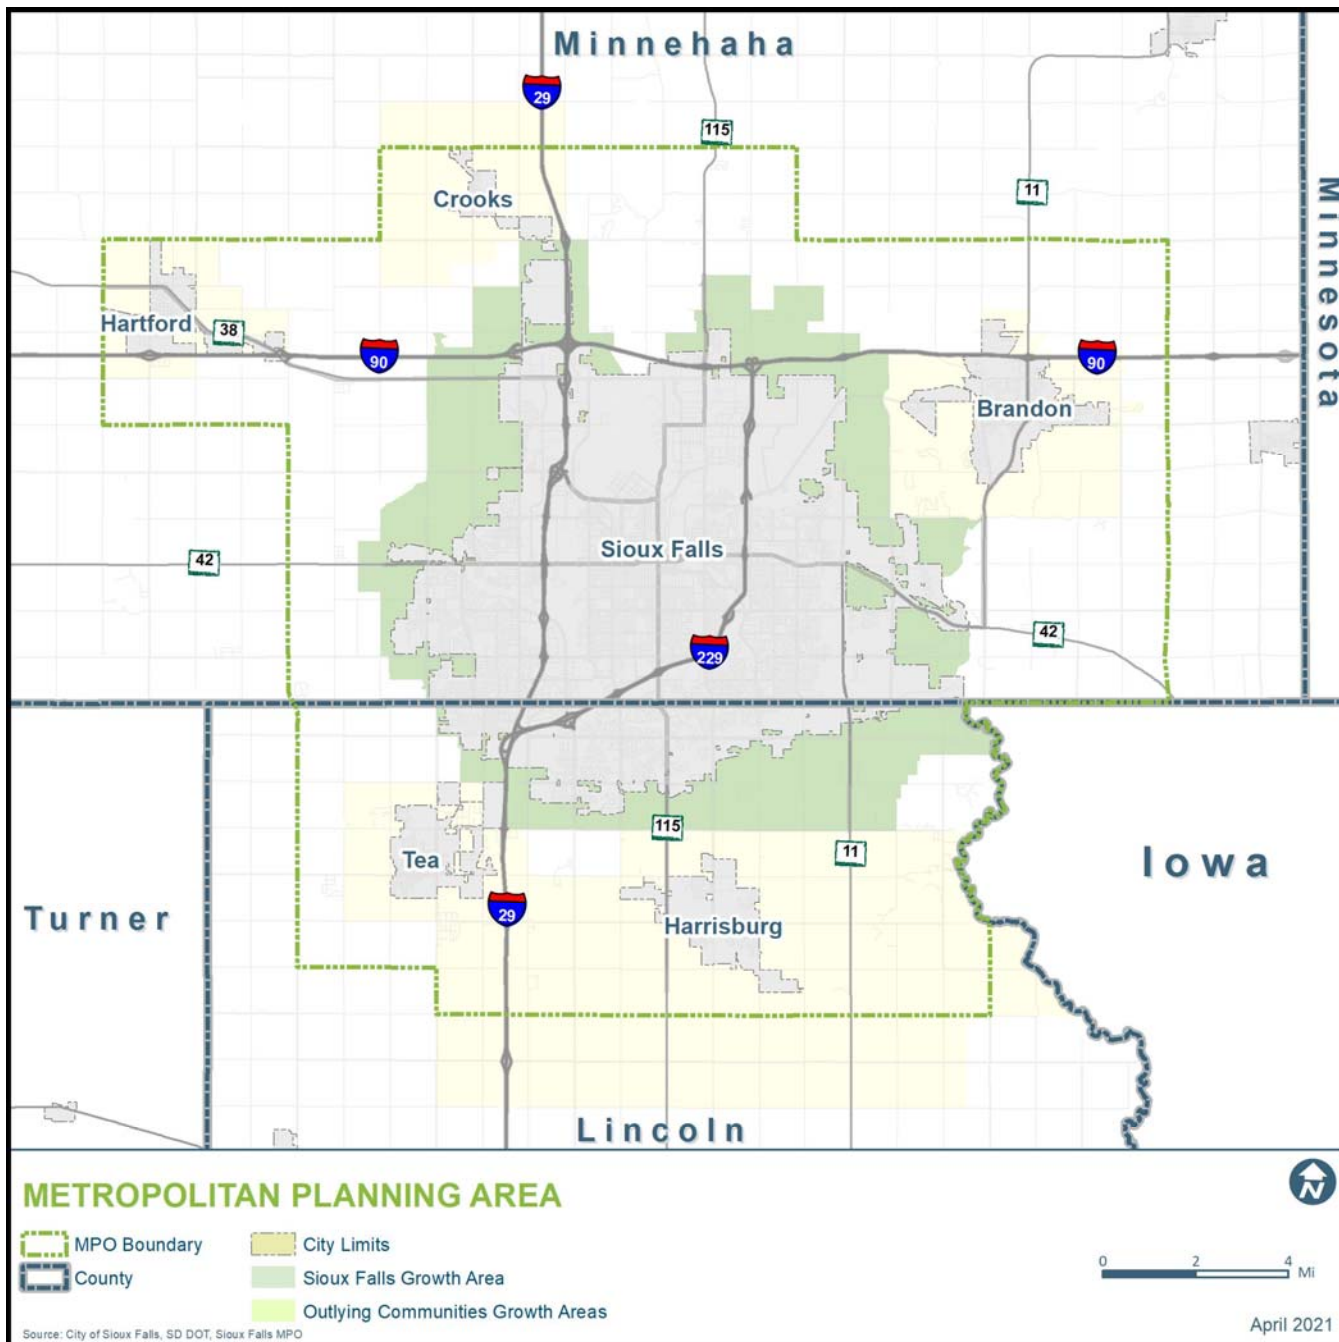 Minnehaha
29
115
11
Minnesota
Crooks
Hartford
38
90
90
Brandon
Sioux Falls
42
42
229
115
11
Tea
Iowa
Turner
29
Harrisburg
Lincoln
METROPOLITAN PLANNING AREA
N
MPO Boundary
City Limits
County
Sioux Falls Growth Area
Outlying Communities Growth Areas
0 2 4 Mi
Source: City of Sioux Falls, SD DOT, Sioux Falls MPO
April 2021